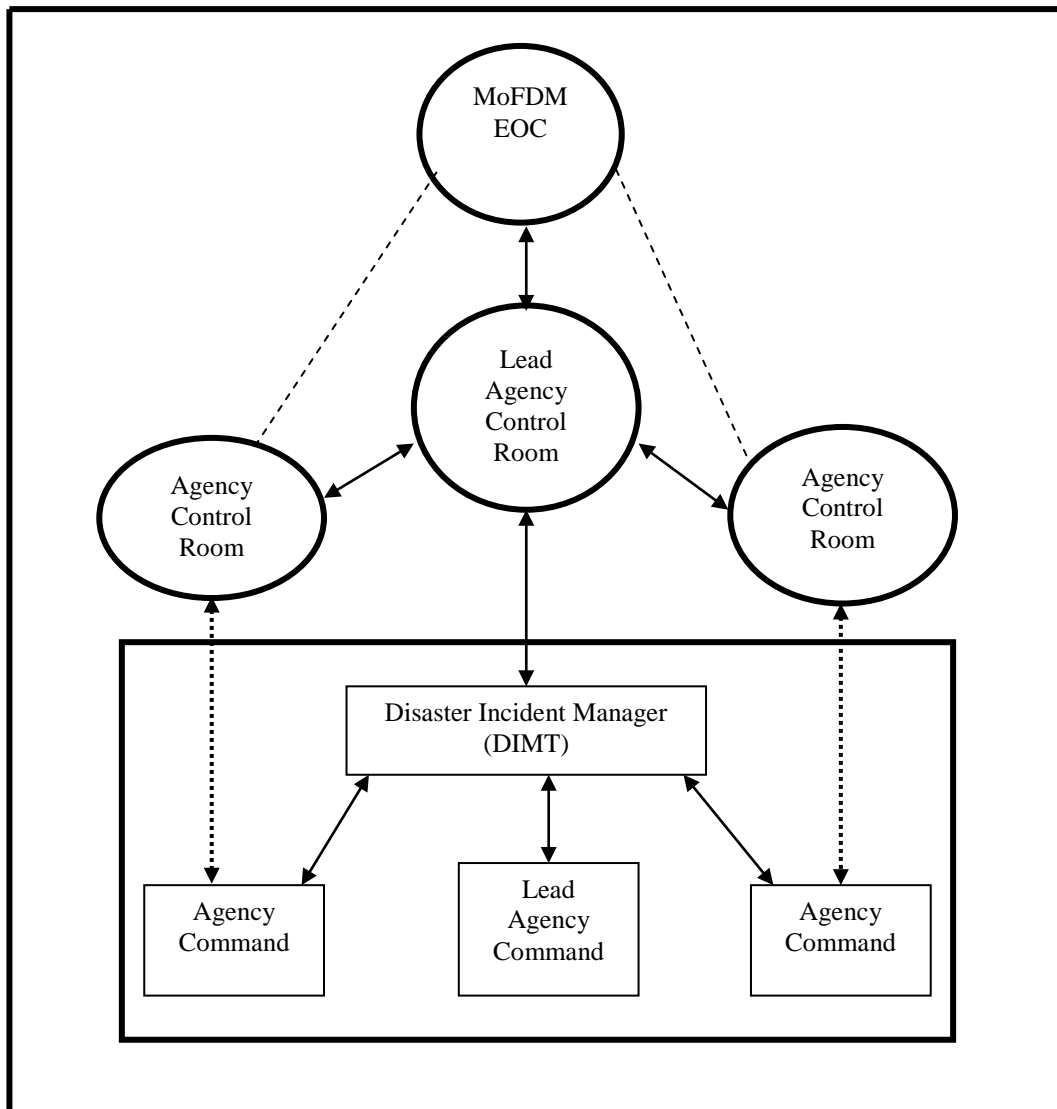 MoFDM
EOC
Lead
Agency
Control
Room
Agency
Control
Room
Agency
Control
Room
Disaster Incident Manager
(DIMT)
Agency
Command
Lead
Agency
Command
Agency
Command